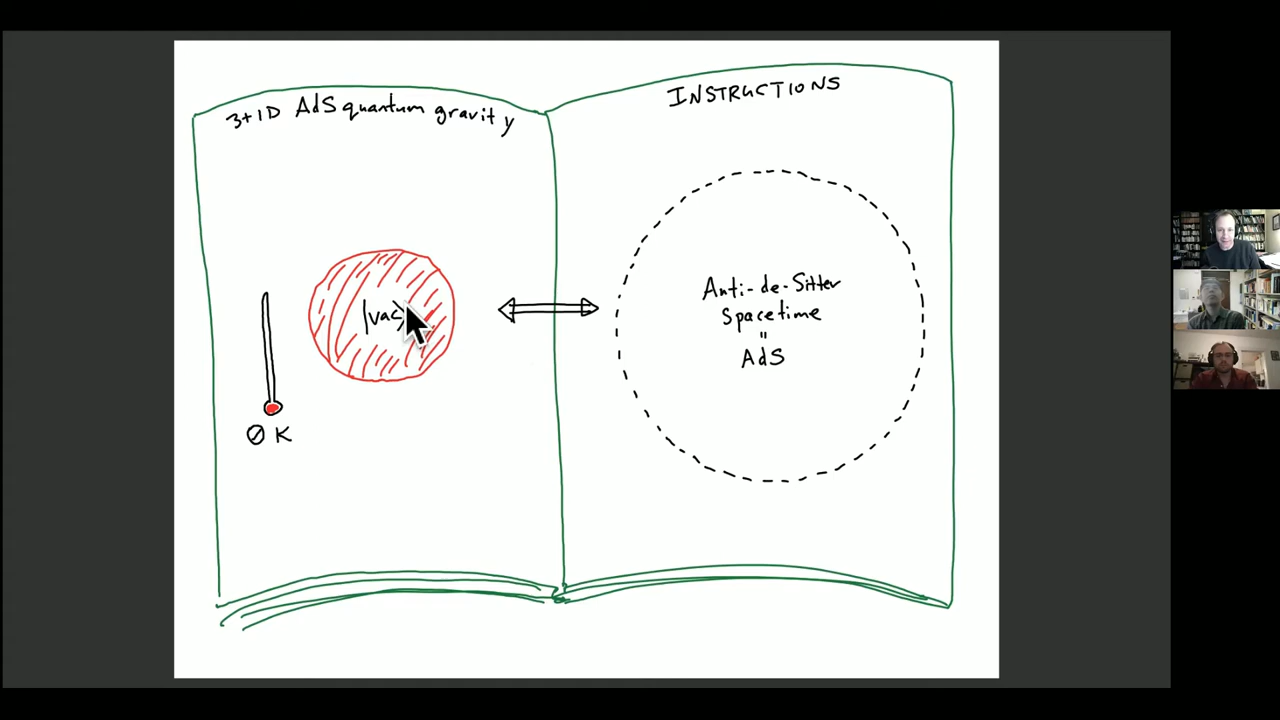 3+1D AdS quantum gravity
|vac⟩
0 K
INSTRUCTIONS
Anti-de-Sitter
Spacetime
=
AdS